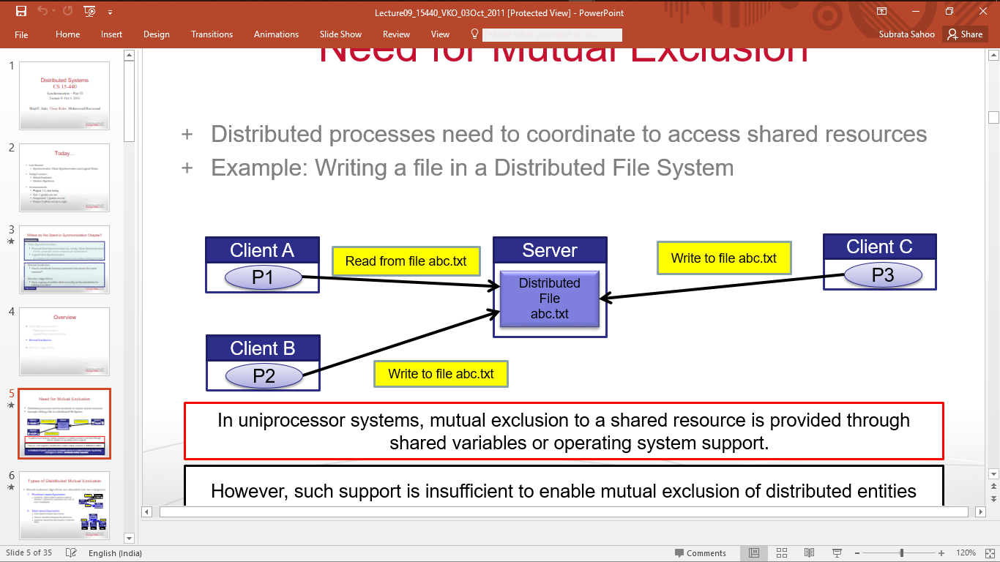 Lecture09_15440_VKO_03Oct_2011 [Protected View] - PowerPoint
File Home Insert Design Transitions Animations Slide Show Review View Tell me what you want to do... Subrata Sahoo Share
1
Distributed Systems
CS 15-440
Synchronization – Part III
Lecture 9, Oct 3, 2011
2
Today...
3
Where do We Stand in Synchronization Chapter?
4
Overview
Mutual Exclusion
5
Need for Mutual Exclusion
6
Types of Distributed Mutual Exclusion
Need for Mutual Exclusion
+ Distributed processes need to coordinate to access shared resources
+ Example: Writing a file in a Distributed File System
Client A
P1
Read from file abc.txt
Server
Distributed
File
abc.txt
Write to file abc.txt
Client C
P3
Client B
P2
Write to file abc.txt
In uniprocessor systems, mutual exclusion to a shared resource is provided through
shared variables or operating system support.
However, such support is insufficient to enable mutual exclusion of distributed entities
Slide 5 of 35 English (India) Comments 120%